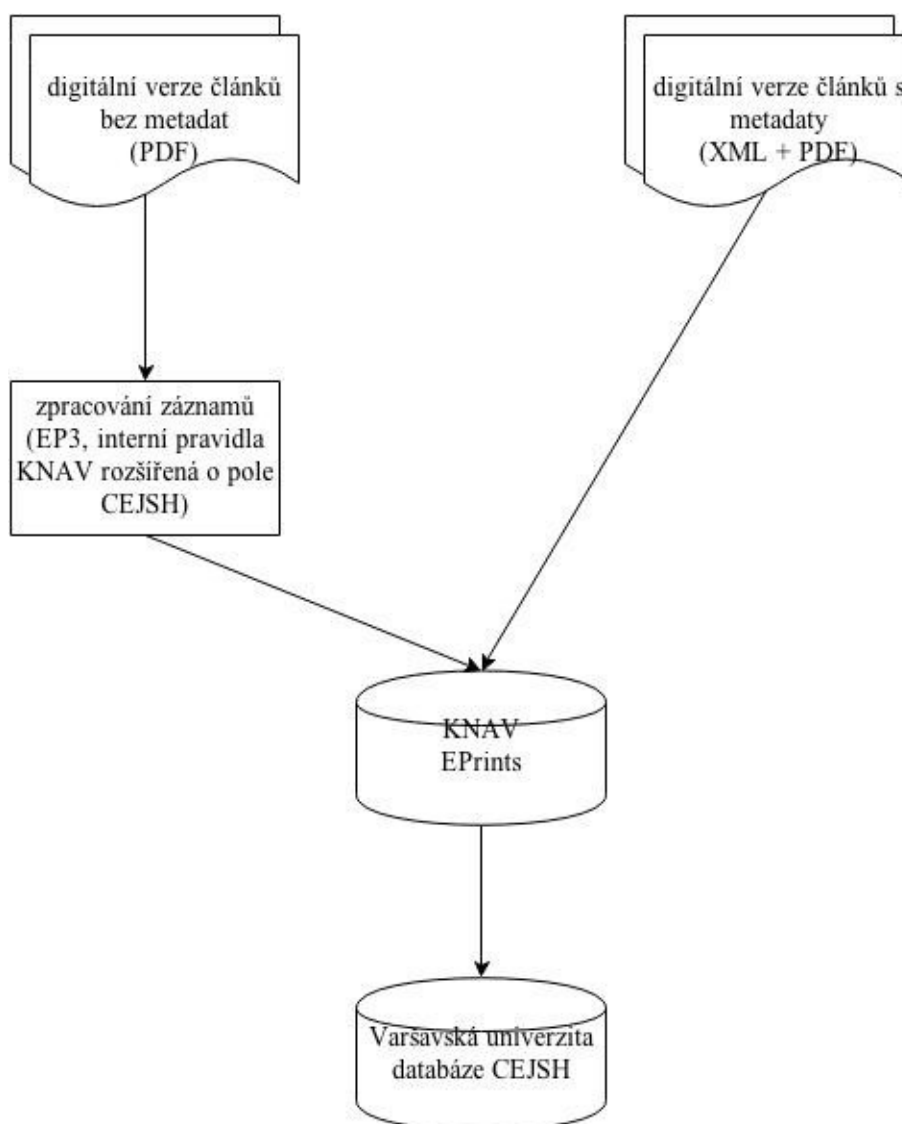 digitální verze článků
bez metadat
(PDF)
digitální verze článků s
metadaty
(XML + PDF)
zpracování záznamů
(EP3, interní pravidla
KNAV rozšířená o pole
CEJSH)
KNAV
EPrints
Varšavská univerzita
databáze CEJSH